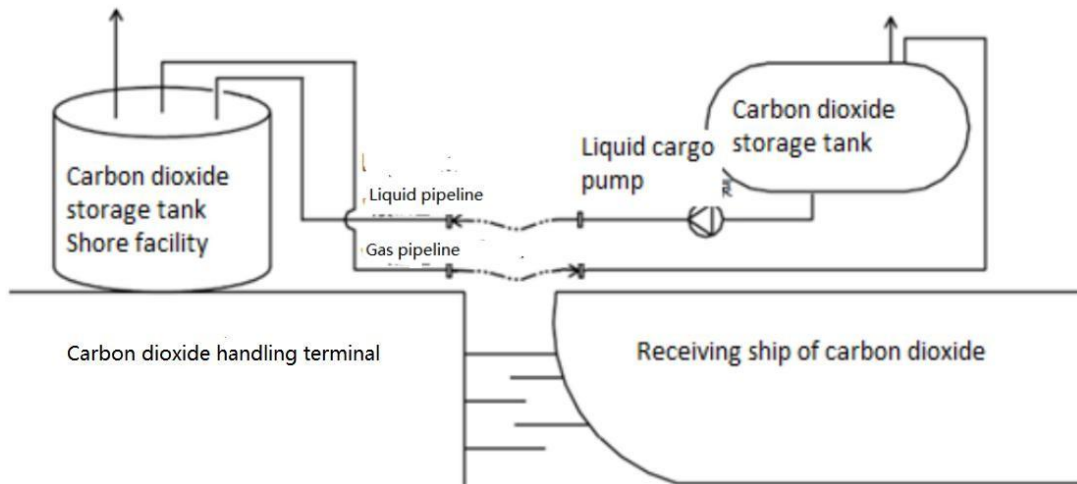 Carbon dioxide
storage tank
Shore facility
Liquid pipeline
Gas pipeline
Liquid cargo
pump
Carbon dioxide
storage tank
Carbon dioxide handling terminal
Receiving ship of carbon dioxide